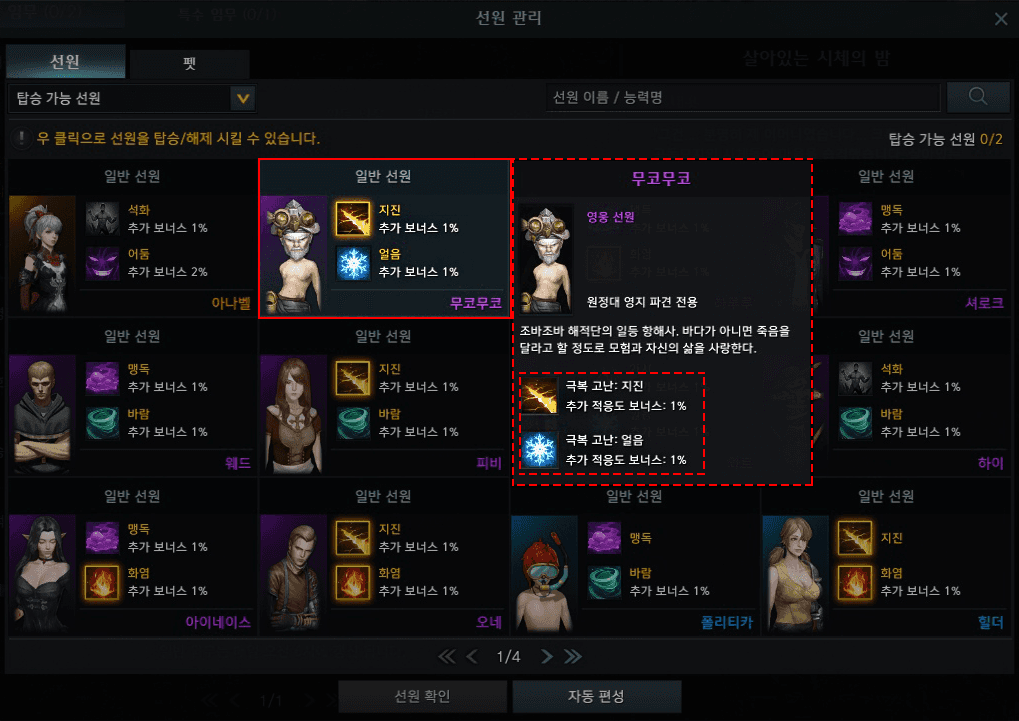 특수 임무 (0/1)
선원 관리
선원
펫
살아있는 시체의 밤
탑승 가능 선원
선원 이름 / 능력명
! 우 클릭으로 선원을 탑승/해제 시킬 수 있습니다.
탑승 가능 선원 0/2
일반 선원
석화
추가 보너스 1%
어둠
추가 보너스 2%
아나벨
일반 선원
지진
추가 보너스 1%
얼음
추가 보너스 1%
무코무코
무코무코
영웅 선원
원정대 영지 파견 전용
조바조바 해적단의 일등 항해사. 바다가 아니면 죽음을
달라고 할 정도로 모험과 자신의 삶을 사랑한다.
극복 고난: 지진
추가 적응도 보너스: 1%
극복 고난: 얼음
추가 적응도 보너스: 1%
일반 선원
맹독
추가 보너스 1%
어둠
추가 보너스 1%
셔로크
일반 선원
맹독
추가 보너스 1%
바람
추가 보너스 1%
웨드
일반 선원
지진
추가 보너스 1%
바람
추가 보너스 1%
피비
일반 선원
석화
추가 보너스 1%
바람
추가 보너스 1%
하이
일반 선원
맹독
추가 보너스 1%
화염
추가 보너스 1%
아이네이스
일반 선원
지진
추가 보너스 1%
화염
추가 보너스 1%
오네
일반 선원
맹독
바람
추가 보너스 1%
폴리티카
일반 선원
지진
화염
추가 보너스 1%
힐더
1/4
1/1
선원 확인
자동 편성